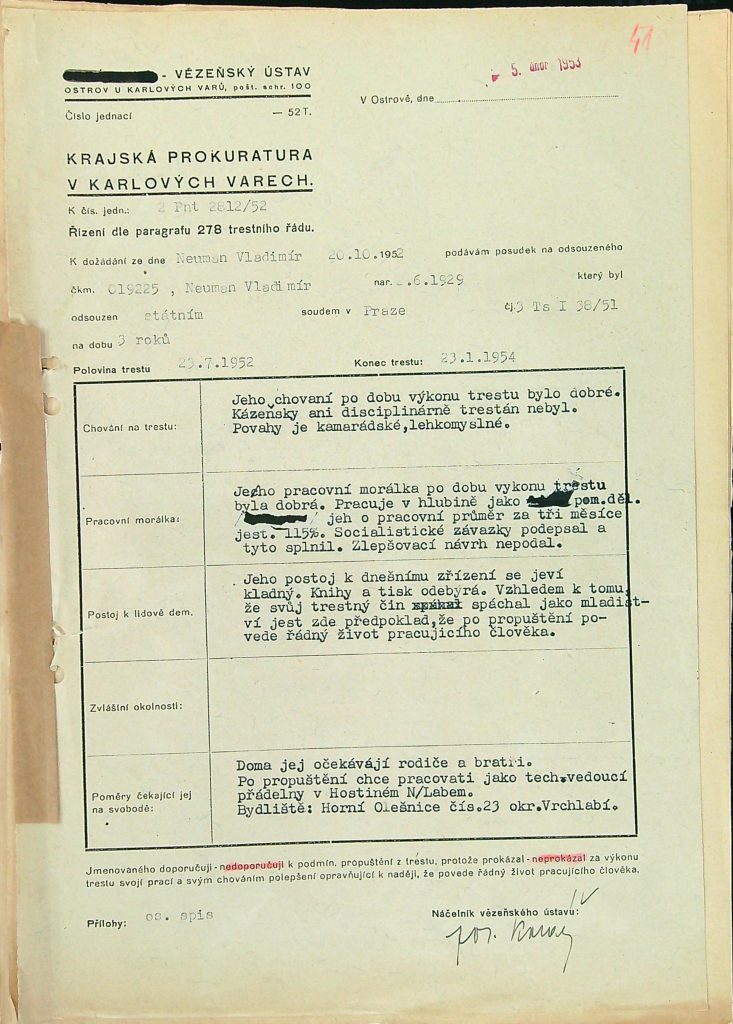 41
- VĚZEŇSKÝ ÚSTAV
OSTROV U KARLOVÝCH VARŮ, pošt. schr. 100
5. únor 1953
V Ostrově, dne
Číslo jednací — 52 T.
KRAJSKÁ PROKURATURA
V KARLOVÝCH VARECH.
K čís. jedn.: 2 Pnt 2812/52
Řízení dle paragrafu 278 trestního řádu.
K dožádání ze dne Neuman Vladimír 20.10.1952 podávám posudek na odsouzeného
čkm. 019225 , Neuman Vladimír nar. .6.1929 který byl
odsouzen státním soudem v Praze čj. 3 Ts I 38/51
na dobu 3 roků
Polovina trestu 23.7.1952 Konec trestu: 23.1.1954
Chování na trestu:
Jeho chovaní po dobu výkonu trestu bylo dobré.
Kázeňsky ani disciplinárně trestán nebyl.
Povahy je kamarádské,lehkomyslné.
Pracovní morálka:
Jeho pracovní morálka po dobu vykonu trestu
byla dobrá. Pracuje v hlubině jako pom.děl.
jeh o pracovní průměr za tři měsíce
jest. 115%. Socialistické závazky podepsal a
tyto splnil. Zlepšovací návrh nepodal.
Postoj k lidově dem.
Jeho postoj k dnešnímu zřízení se jeví
kladný. Knihy a tisk odebyrá. Vzhledem k tomu,
že svůj trestný čin spáchal jako mladist-
ví jest zde předpoklad,že po propuštění po-
vede řádný život pracujicího člověka.
Zvláštní okolnosti:
Poměry čekající jej
na svobodě:
Doma jej očekávájí rodiče a bratři.
Po propuštění chce pracovati jako tech.vedoucí
přádelny v Hostiném N/Labem.
Bydliště: Horní Olešnice čís.23 okr.Vrchlabí.
Jmenovaného doporučuji - nedoporučuji k podmín. propuštění z trestu, protože prokázal - neprokázal za výkonu
trestu svojí prací a svým chováním polepšení opravňující k naději, že povede řádný život pracujícího člověka.
Přílohy: os. spis
Náčelník vězeňského ústavu: